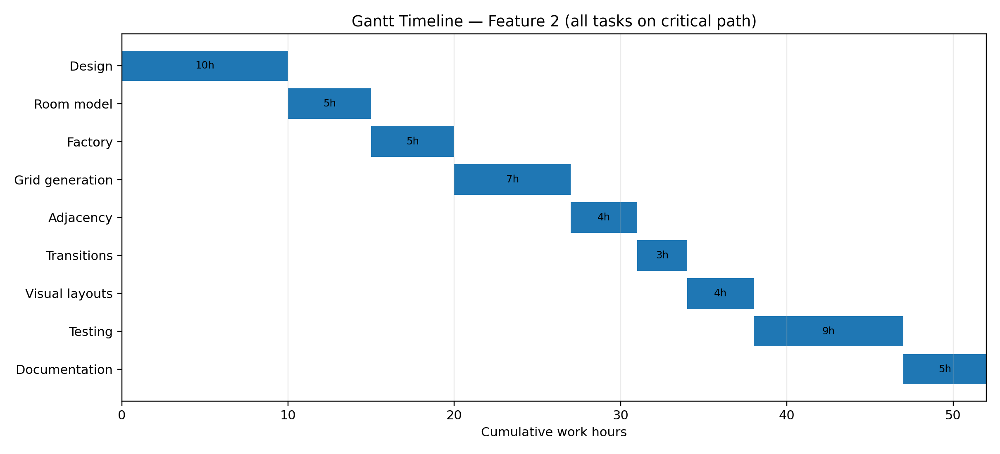 Gantt Timeline — Feature 2 (all tasks on critical path)
Design
10h
Room model
5h
Factory
5h
Grid generation
7h
Adjacency
4h
Transitions
3h
Visual layouts
4h
Testing
9h
Documentation
5h
0 10 20 30 40 50
Cumulative work hours